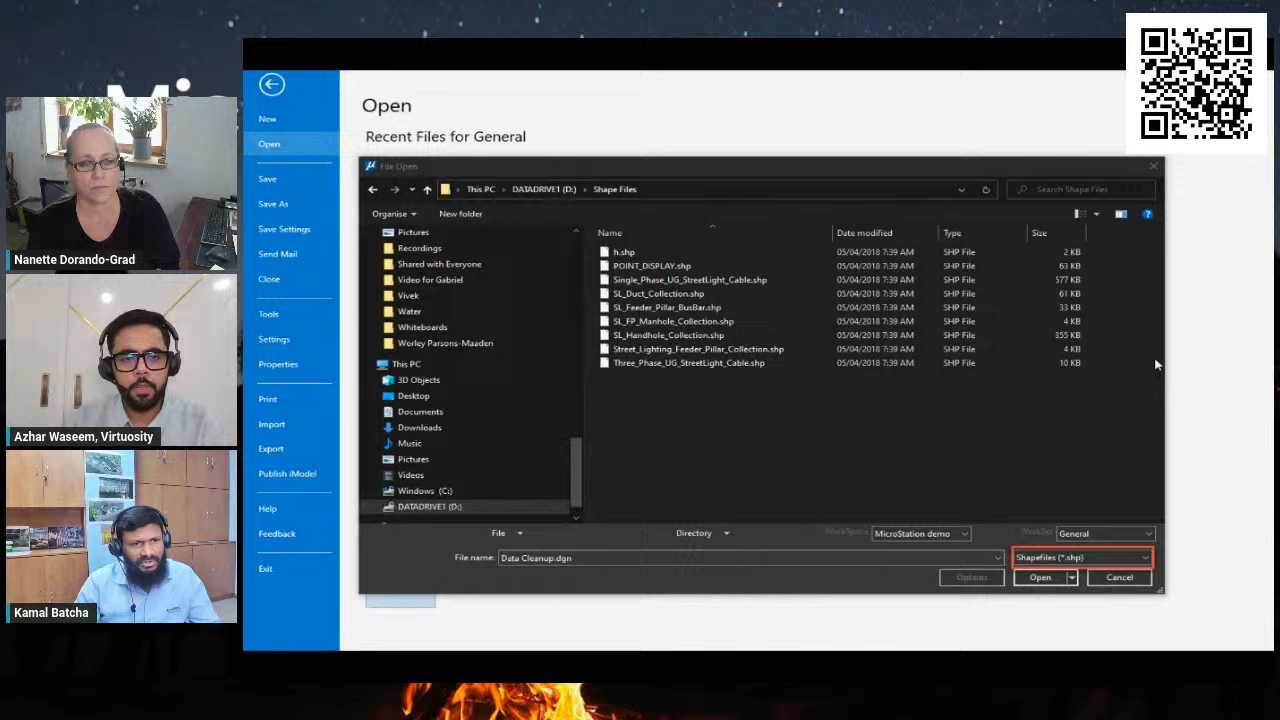 Mi
Nanette Dorando-Grad
Azhar Waseem, Virtuosity
Kamal Batcha
New
Open
Save
Save As
Save Settings
Send Mail
Close
Tools
Settings
Properties
Print
Import
Export
Publish iModel
Help
Feedback
Exit
Open
Recent Files for General
File Open
This PC > DATADRIVE1 (D:) > Shape Files
Search Shape Files
Organise New folder
Pictures
Recordings
Shared with Everyone
Video for Gabriel
Vivek
Water
Whiteboards
Worley Parsons-Maaden
This PC
3D Objects
Desktop
Documents
Downloads
Music
Pictures
Videos
Windows (C:)
DATADRIVE1 (D:)
Name Date modified Type Size
h.shp 05/04/2018 7:39 AM SHP File 2 KB
POINT_DISPLAY.shp 05/04/2018 7:39 AM SHP File 63 KB
Single_Phase_UG_StreetLight_Cable.shp 05/04/2018 7:39 AM SHP File 577 KB
SL_Duct_Collection.shp 05/04/2018 7:39 AM SHP File 61 KB
SL_Feeder_Pillar_BusBar.shp 05/04/2018 7:39 AM SHP File 33 KB
SL_FP_Manhole_Collection.shp 05/04/2018 7:39 AM SHP File 4 KB
SL_Handhole_Collection.shp 05/04/2018 7:39 AM SHP File 355 KB
Street_Lighting_Feeder_Pillar_Collection.shp 05/04/2018 7:39 AM SHP File 4 KB
Three_Phase_UG_StreetLight_Cable.shp 05/04/2018 7:39 AM SHP File 10 KB
File Directory WorkSpace: MicroStation demo WorkSet: General
File name: Data Cleanup.dgn Shapefiles (*.shp)
Options Open Cancel